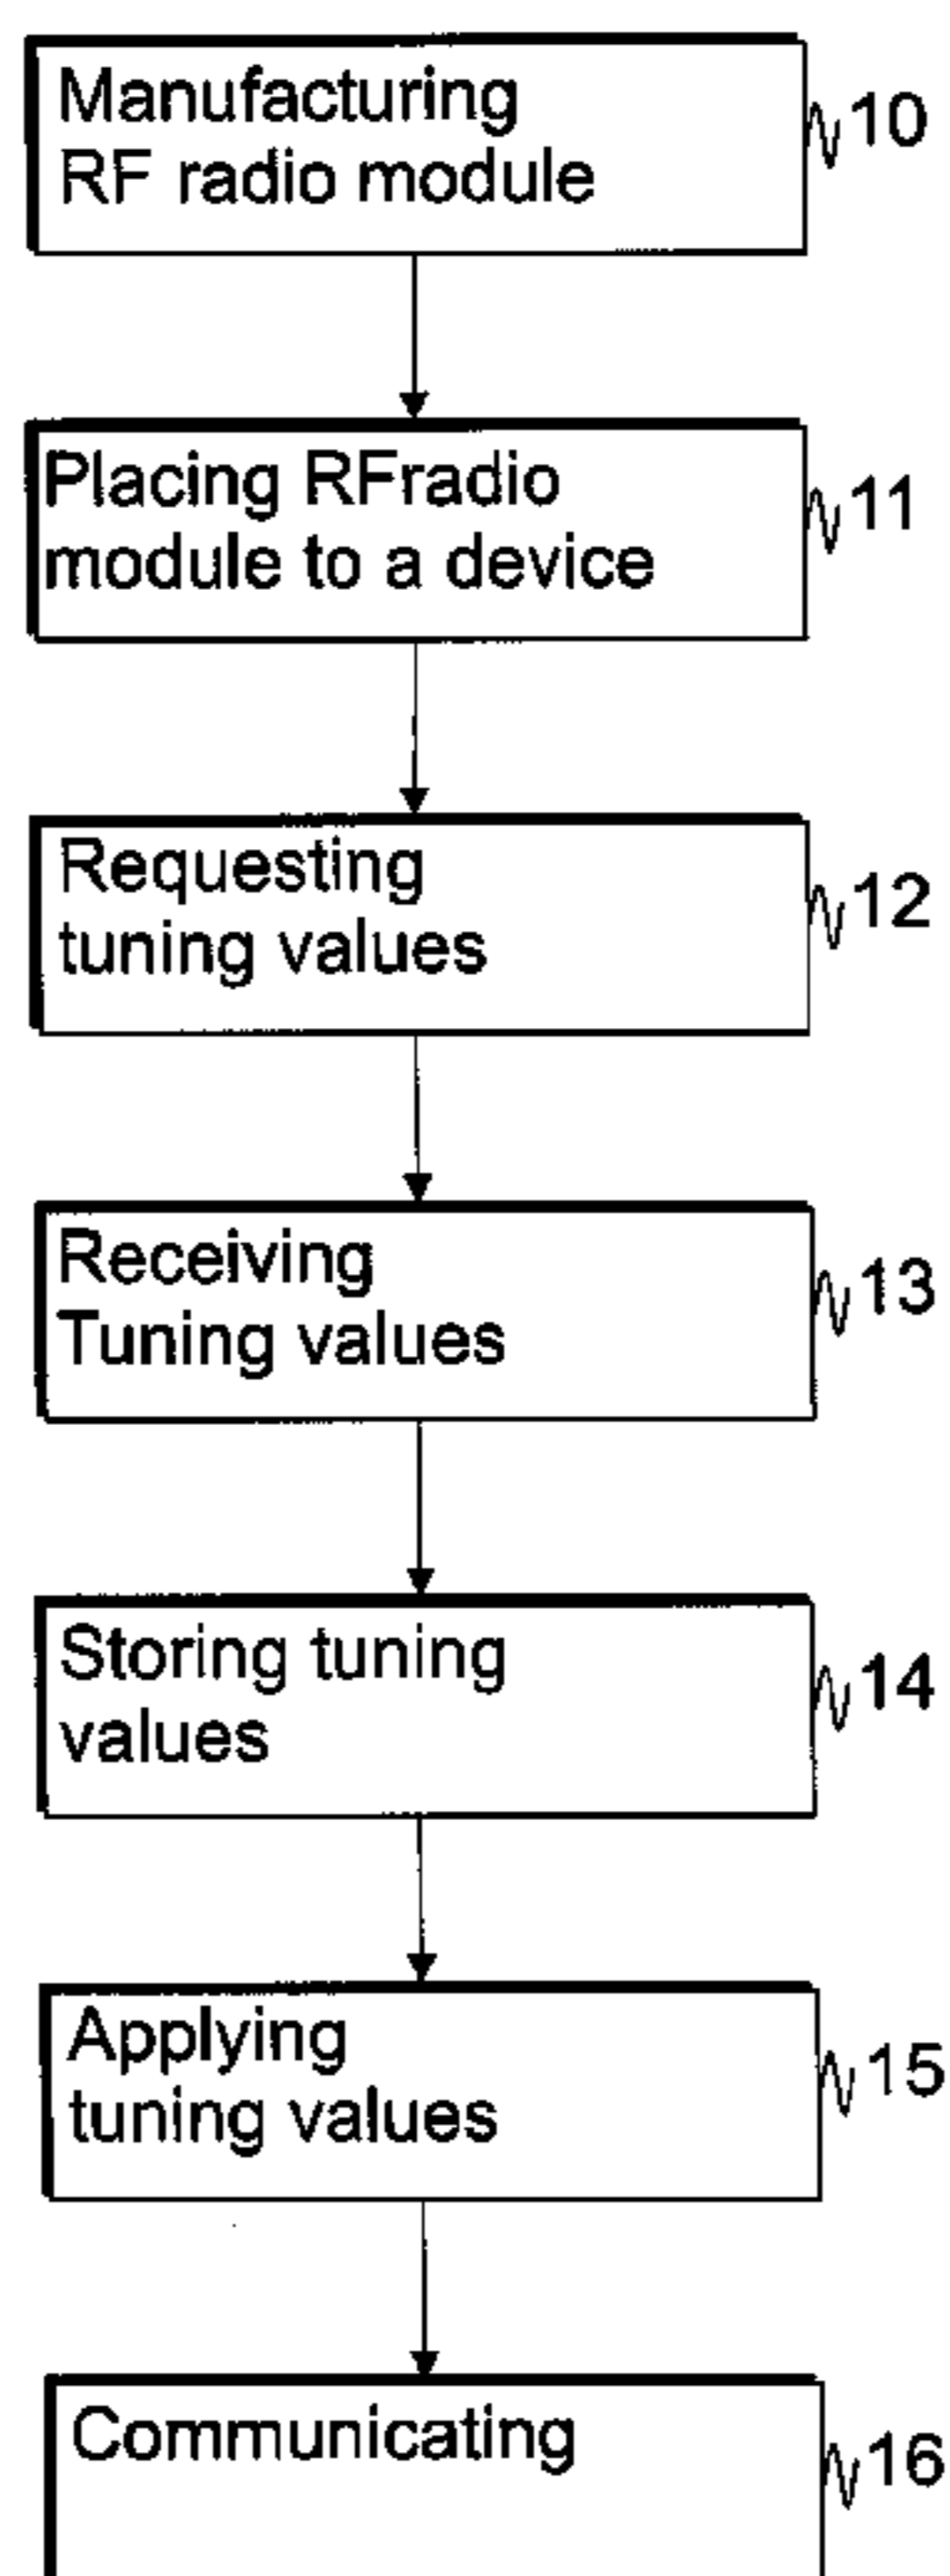 Manufacturing
RF radio module
10
Placing RFradio
module to a device
11
Requesting
tuning values
12
Receiving
Tuning values
13
Storing tuning
values
14
Applying
tuning values
15
Communicating
16